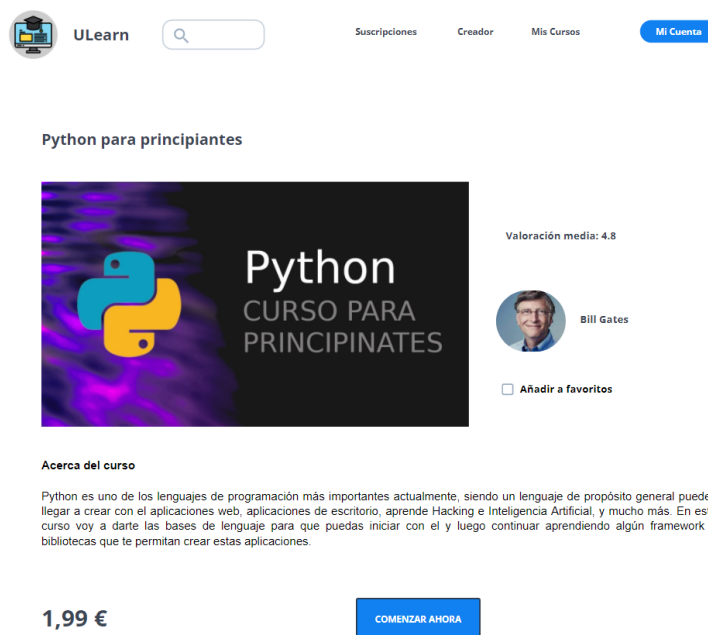 ULearn
Suscripciones
Creador
Mis Cursos
Mi Cuenta
Python para principiantes
Python
CURSO PARA
PRINCIPINATES
Valoración media: 4.8
Bill Gates
Añadir a favoritos
Acerca del curso
Python es uno de los lenguajes de programación más importantes actualmente, siendo un lenguaje de propósito general puede
llegar a crear con el aplicaciones web, aplicaciones de escritorio, aprende Hacking e Inteligencia Artificial, y mucho más. En
curso voy a darte las bases de lenguaje para que puedas iniciar con el y luego continuar aprendiendo algún framework
bibliotecas que te permitan crear estas aplicaciones.
1,99 €
COMENZAR AHORA